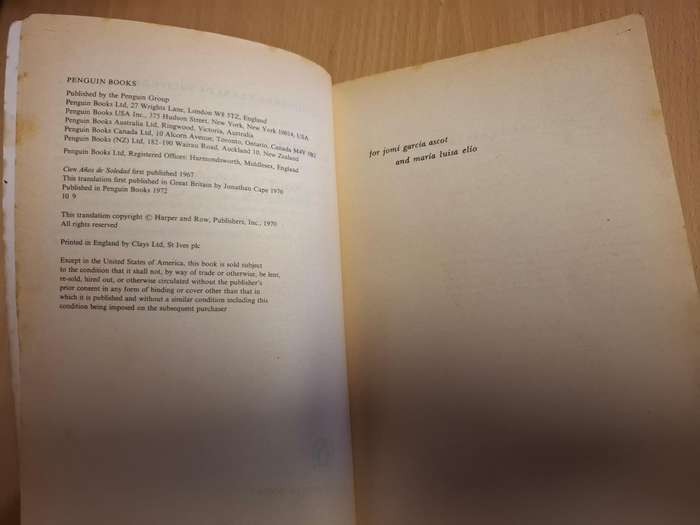 PENGUIN BOOKS
Published by the Penguin Group
Penguin Books Ltd, 27 Wrights Lane, London W8 5TZ, England
Penguin Books USA Inc., 375 Hudson Street, New York, New York 10014, USA
Penguin Books Australia Ltd, Ringwood, Victoria, Australia
Penguin Books Canada Ltd, 10 Alcorn Avenue, Toronto, Ontario, Canada M4V 3B2
Penguin Books (NZ) Ltd, 182–190 Wairau Road, Auckland 10, New Zealand
Penguin Books Ltd, Registered Offices: Harmondsworth, Middlesex, England
Cien Años de Soledad first published 1967
This translation first published in Great Britain by Jonathan Cape 1970
Published in Penguin Books 1972
10 9
This translation copyright © Harper and Row, Publishers, Inc., 1970
All rights reserved
Printed in England by Clays Ltd, St Ives plc
Except in the United States of America, this book is sold subject
to the condition that it shall not, by way of trade or otherwise, be lent,
re-sold, hired out, or otherwise circulated without the publisher's
prior consent in any form of binding or cover other than that in
which it is published and without a similar condition including this
condition being imposed on the subsequent purchaser
for jomí garcía ascot
and maría luisa elío